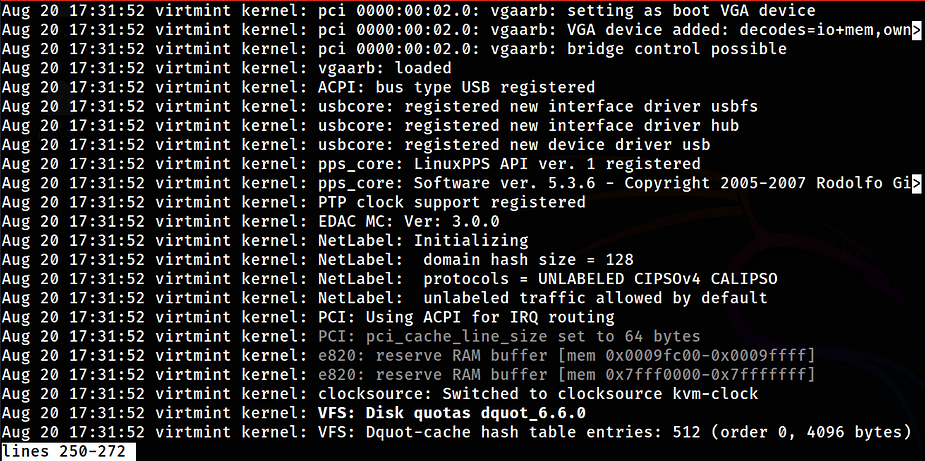 Aug 20 17:31:52 virtmint kernel: pci 0000:00:02.0: vgaarb: setting as boot VGA device
Aug 20 17:31:52 virtmint kernel: pci 0000:00:02.0: vgaarb: VGA device added: decodes=io+mem,own>
Aug 20 17:31:52 virtmint kernel: pci 0000:00:02.0: vgaarb: bridge control possible
Aug 20 17:31:52 virtmint kernel: vgaarb: loaded
Aug 20 17:31:52 virtmint kernel: ACPI: bus type USB registered
Aug 20 17:31:52 virtmint kernel: usbcore: registered new interface driver usbfs
Aug 20 17:31:52 virtmint kernel: usbcore: registered new interface driver hub
Aug 20 17:31:52 virtmint kernel: usbcore: registered new device driver usb
Aug 20 17:31:52 virtmint kernel: pps_core: LinuxPPS API ver. 1 registered
Aug 20 17:31:52 virtmint kernel: pps_core: Software ver. 5.3.6 - Copyright 2005-2007 Rodolfo Gi>
Aug 20 17:31:52 virtmint kernel: PTP clock support registered
Aug 20 17:31:52 virtmint kernel: EDAC MC: Ver: 3.0.0
Aug 20 17:31:52 virtmint kernel: NetLabel: Initializing
Aug 20 17:31:52 virtmint kernel: NetLabel:  domain hash size = 128
Aug 20 17:31:52 virtmint kernel: NetLabel:  protocols = UNLABELED CIPSOv4 CALIPSO
Aug 20 17:31:52 virtmint kernel: NetLabel:  unlabeled traffic allowed by default
Aug 20 17:31:52 virtmint kernel: PCI: Using ACPI for IRQ routing
Aug 20 17:31:52 virtmint kernel: PCI: pci_cache_line_size set to 64 bytes
Aug 20 17:31:52 virtmint kernel: e820: reserve RAM buffer [mem 0x0009fc00-0x0009ffff]
Aug 20 17:31:52 virtmint kernel: e820: reserve RAM buffer [mem 0x7fff0000-0x7fffffff]
Aug 20 17:31:52 virtmint kernel: clocksource: Switched to clocksource kvm-clock
Aug 20 17:31:52 virtmint kernel: VFS: Disk quotas dquot_6.6.0
Aug 20 17:31:52 virtmint kernel: VFS: Dquot-cache hash table entries: 512 (order 0, 4096 bytes)
lines 250-272